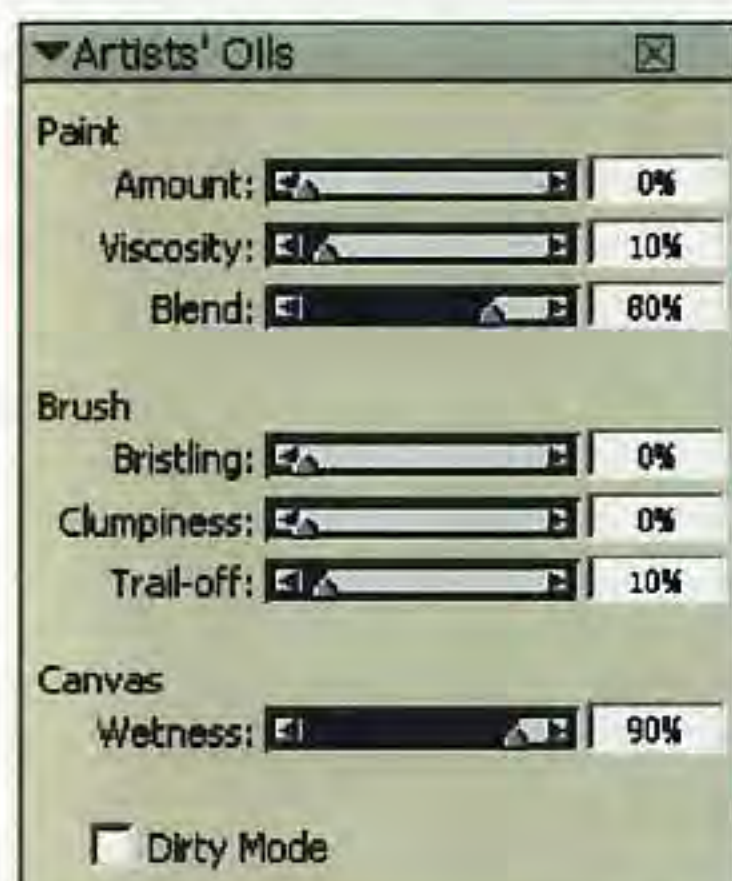 Artists' Oils
Paint
Amount: 0%
Viscosity: 10%
Blend: 80%
Brush
Bristling: 0%
Clumpiness: 0%
Trail-off: 10%
Canvas
Wetness: 90%
Dirty Mode